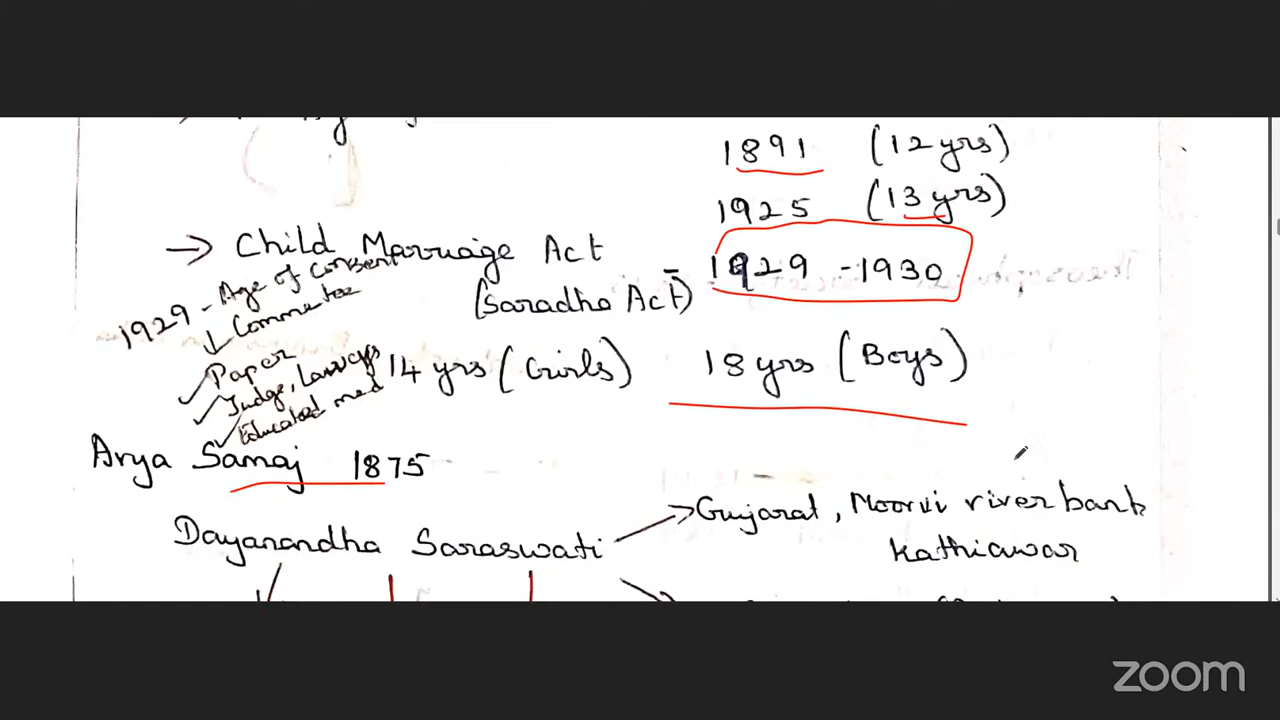 1891 (12 yrs)
1925 (13 yrs)
→ Child Marriage Act - 1929 - 1930
(Saradha Act)
1929 - Age of Consent
↓ Commettee
✓ Paper
✓ Judge, Lawyers
✓ Educated med
14 yrs (Girls) 18 yrs (Boys)
Arya Samaj 1875
Dayanandha Saraswati → Gujarat, Moorvi river bank
Kathiawar
zoom